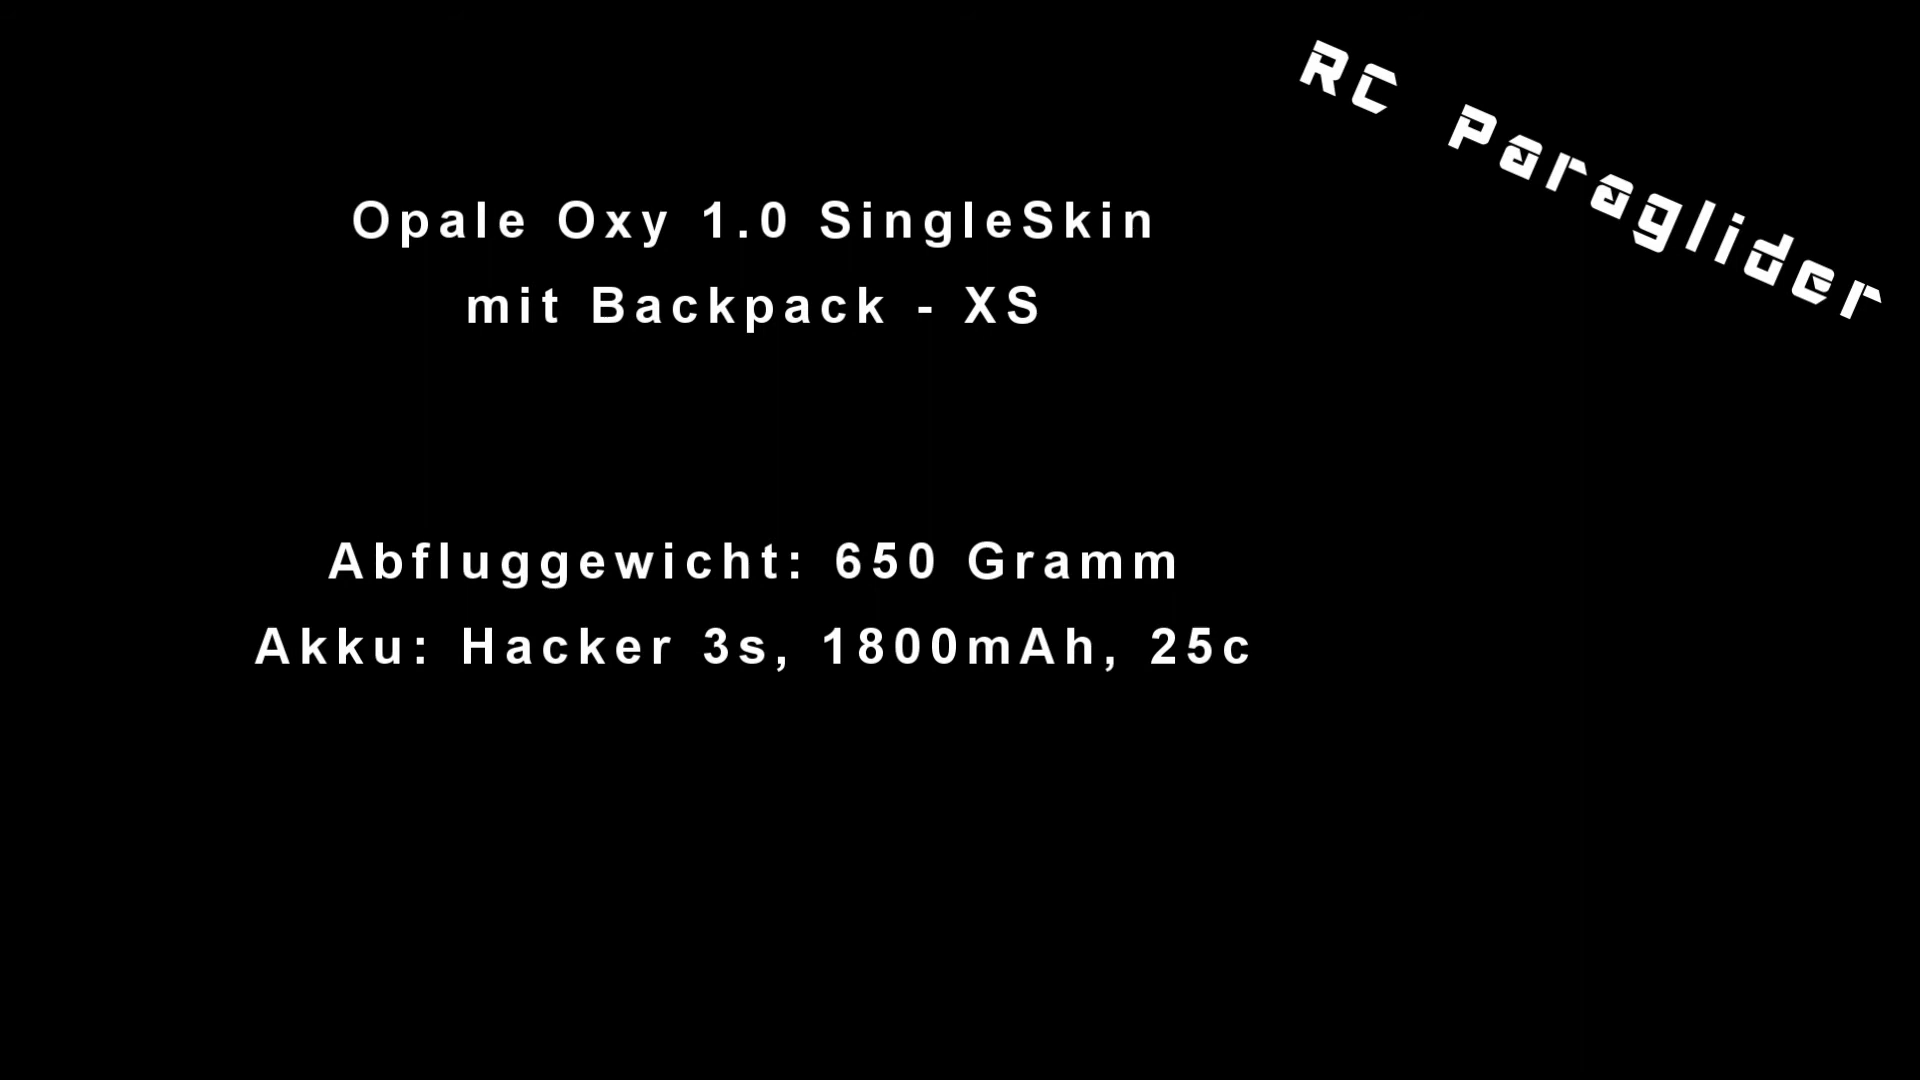 RC Paraglider
Opale Oxy 1.0 SingleSkin
mit Backpack - XS
Abfluggewicht: 650 Gramm
Akku: Hacker 3s, 1800mAh, 25c